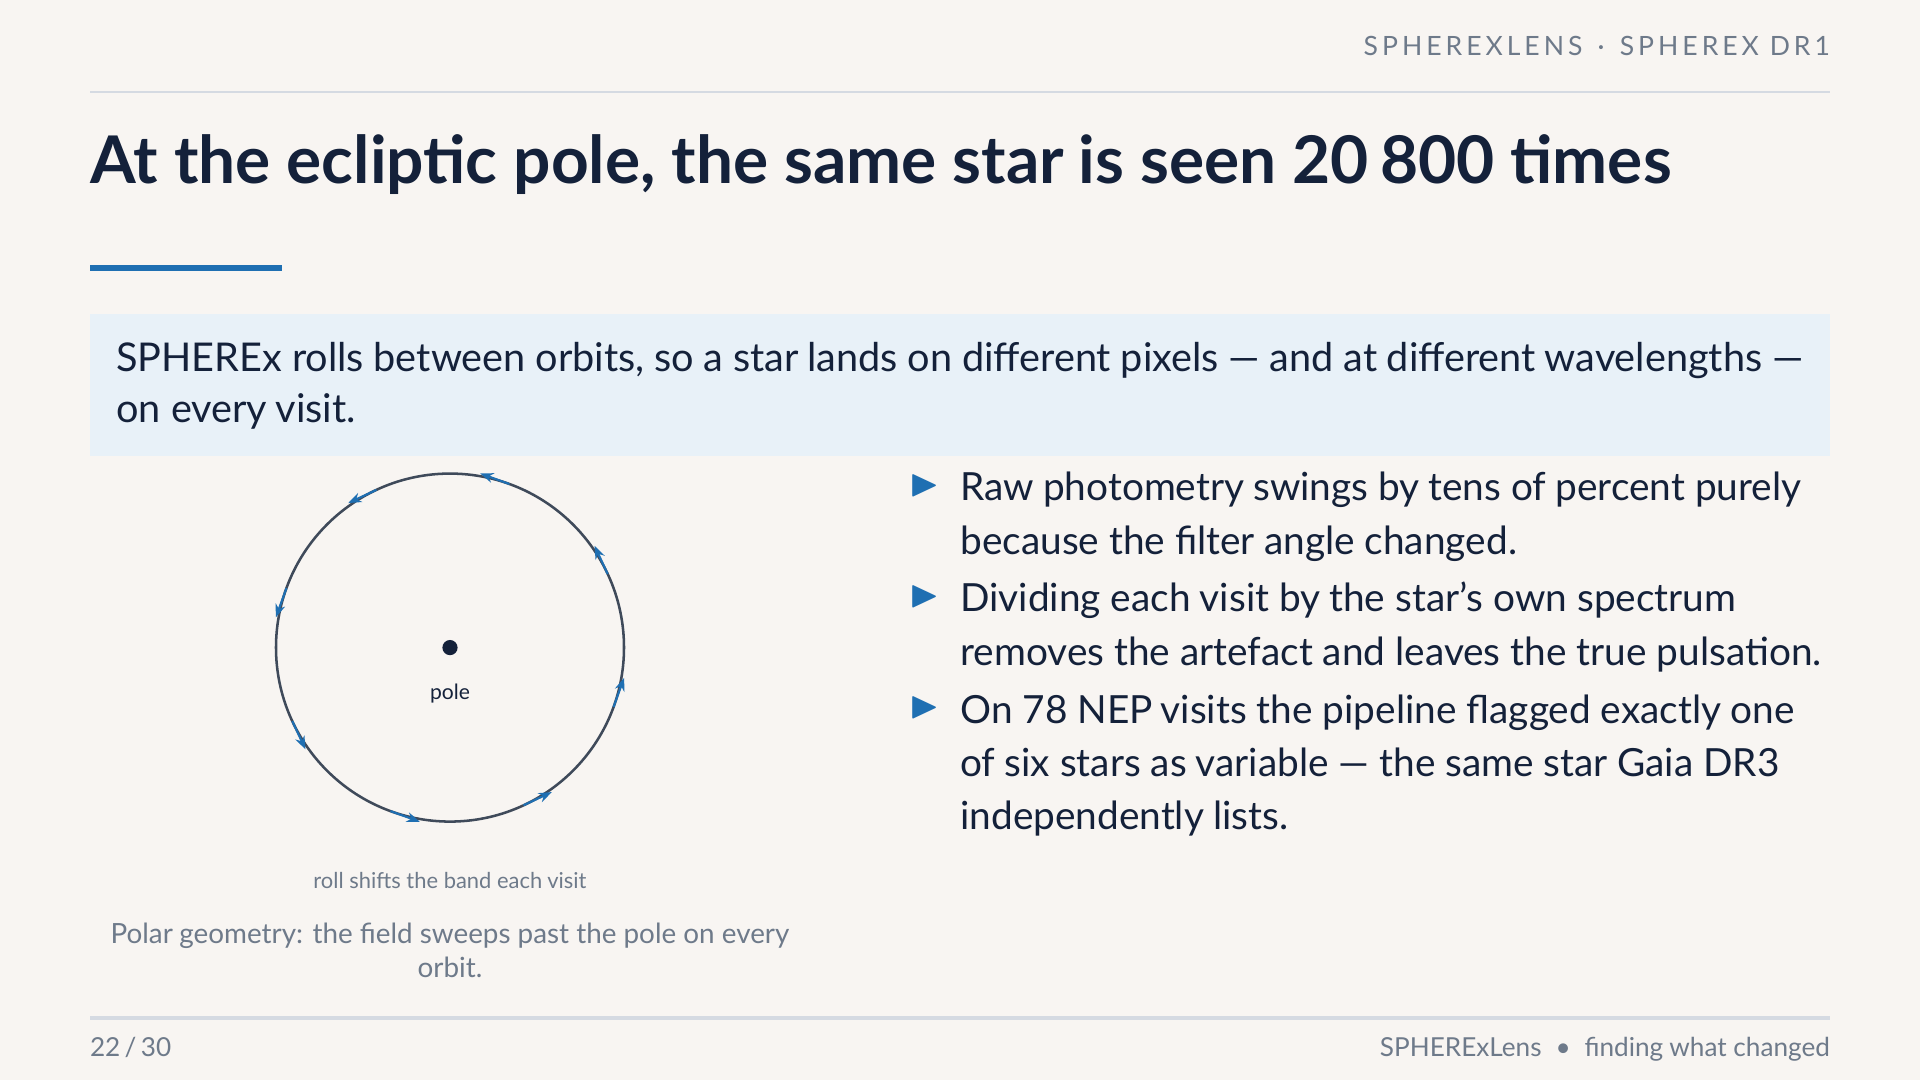 SPHEREXLENS · SPHEREX DR1
At the ecliptic pole, the same star is seen 20 800 times
SPHEREx rolls between orbits, so a star lands on different pixels — and at different wavelengths —
on every visit.
pole
roll shifts the band each visit
Polar geometry: the field sweeps past the pole on every
orbit.
Raw photometry swings by tens of percent purely
because the filter angle changed.
Dividing each visit by the star’s own spectrum
removes the artefact and leaves the true pulsation.
On 78 NEP visits the pipeline flagged exactly one
of six stars as variable — the same star Gaia DR3
independently lists.
22 / 30
SPHERExLens • finding what changed